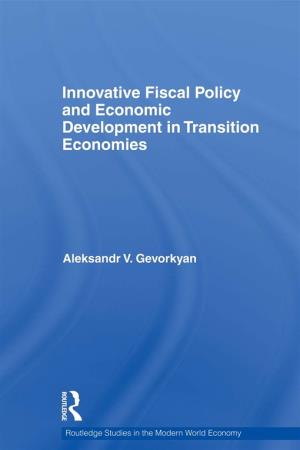 Innovative Fiscal Policy
and Economic
Development in Transition
Economies
Aleksandr V. Gevorkyan
ROUTLEDGE
Routledge Studies in the Modern World Economy